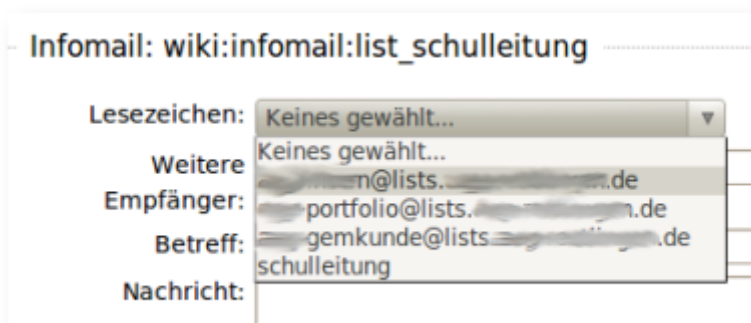 Infomail: wiki:infomail:list_schulleitung
Lesezeichen: Keines gewählt...
Keines gewählt...
n@lists. .de
Weitere Empfänger:
-portfolio@lists. .de
Betreff:
-gemkunde@lists .de
schulleitung
Nachricht: